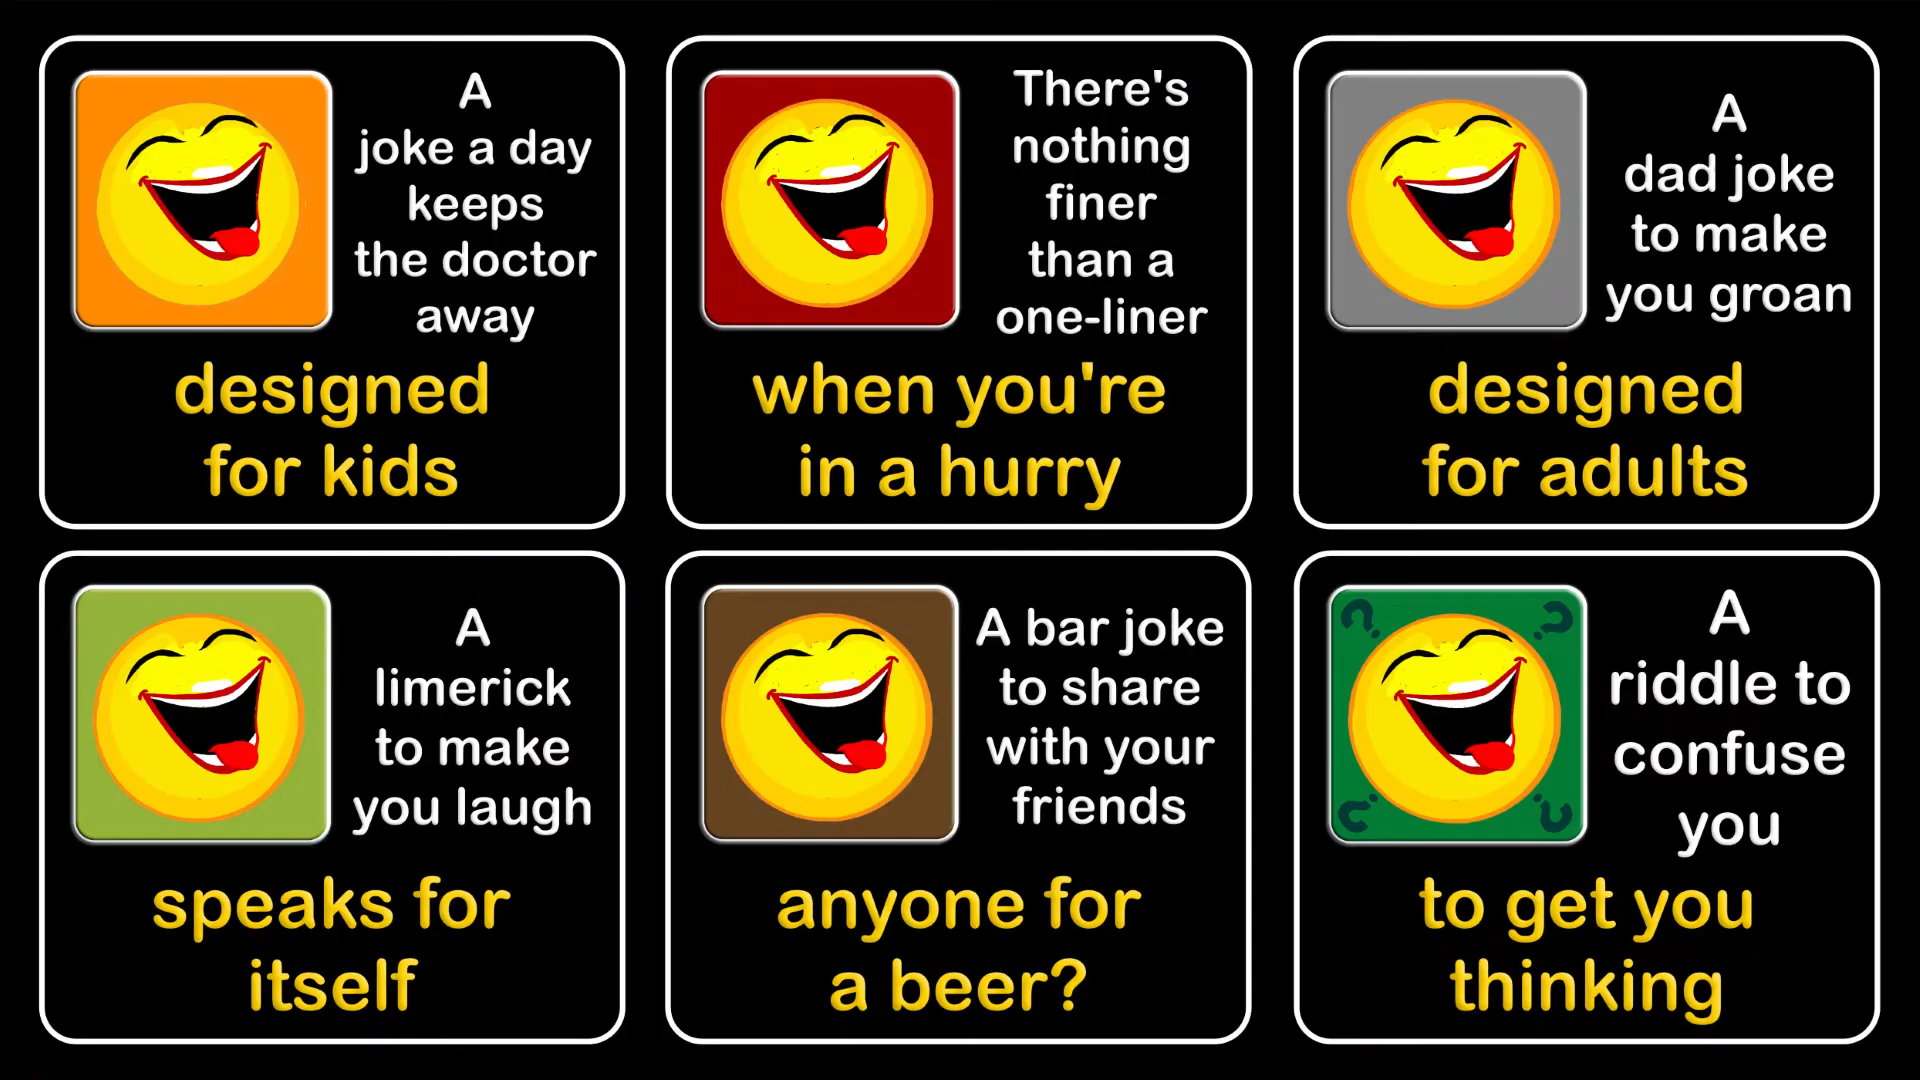 A
joke a day
keeps
the doctor
away
designed
for kids
There's
nothing
finer
than a
one-liner
when you're
in a hurry
A
dad joke
to make
you groan
designed
for adults
A
limerick
to make
you laugh
speaks for
itself
A bar joke
to share
with your
friends
anyone for
a beer?
? ?
? ?
A
riddle to
confuse
you
to get you
thinking